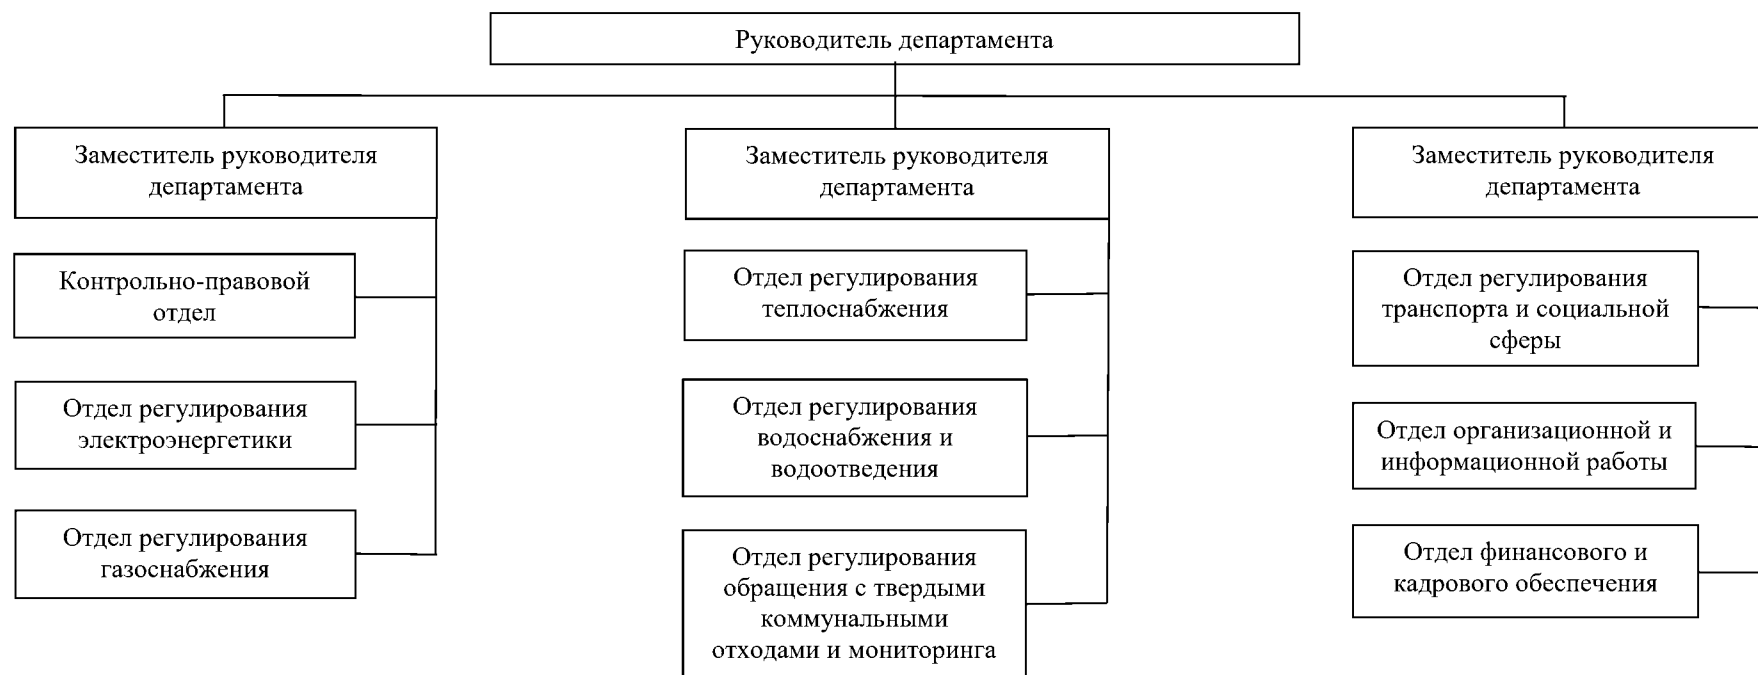 Руководитель департамента
Заместитель руководителя
департамента
Контрольно-правовой
отдел
Отдел регулирования
электроэнергетики
Отдел регулирования
газоснабжения
Заместитель руководителя
департамента
Отдел регулирования
теплоснабжения
Отдел регулирования
водоснабжения и
водоотведения
Отдел регулирования
обращения с твердыми
коммунальными
отходами и мониторинга
Заместитель руководителя
департамента
Отдел регулирования
транспорта и социальной
сферы
Отдел организационной и
информационной работы
Отдел финансового и
кадрового обеспечения